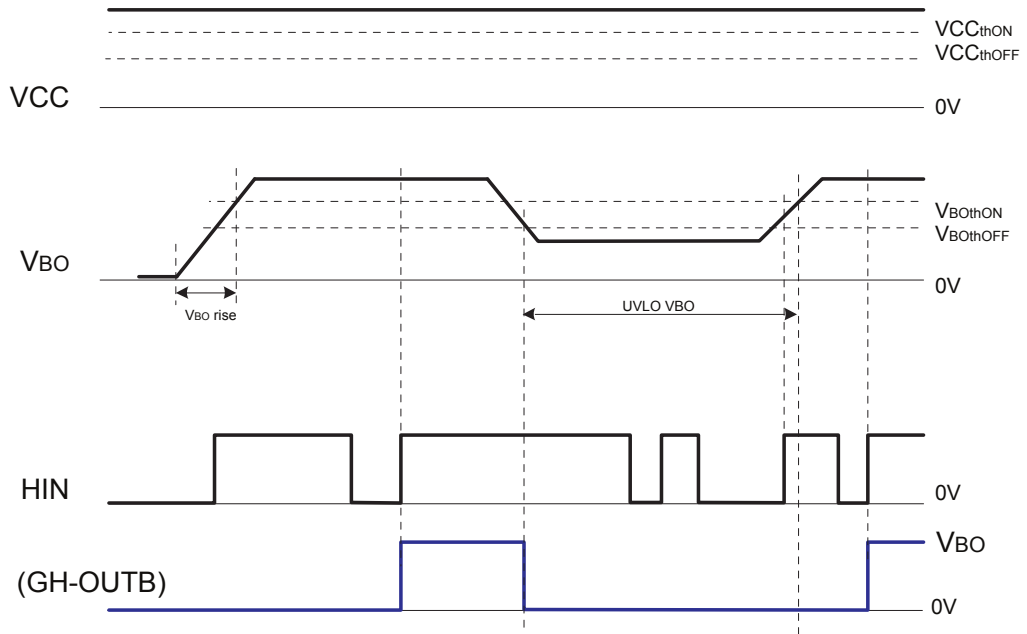 VCCthON
VCCthOFF
VCC
0V
VBOthON
VBOthOFF
VBO
0V
VBO rise
UVLO VBO
HIN
0V
VBO
(GH-OUTB)
0V